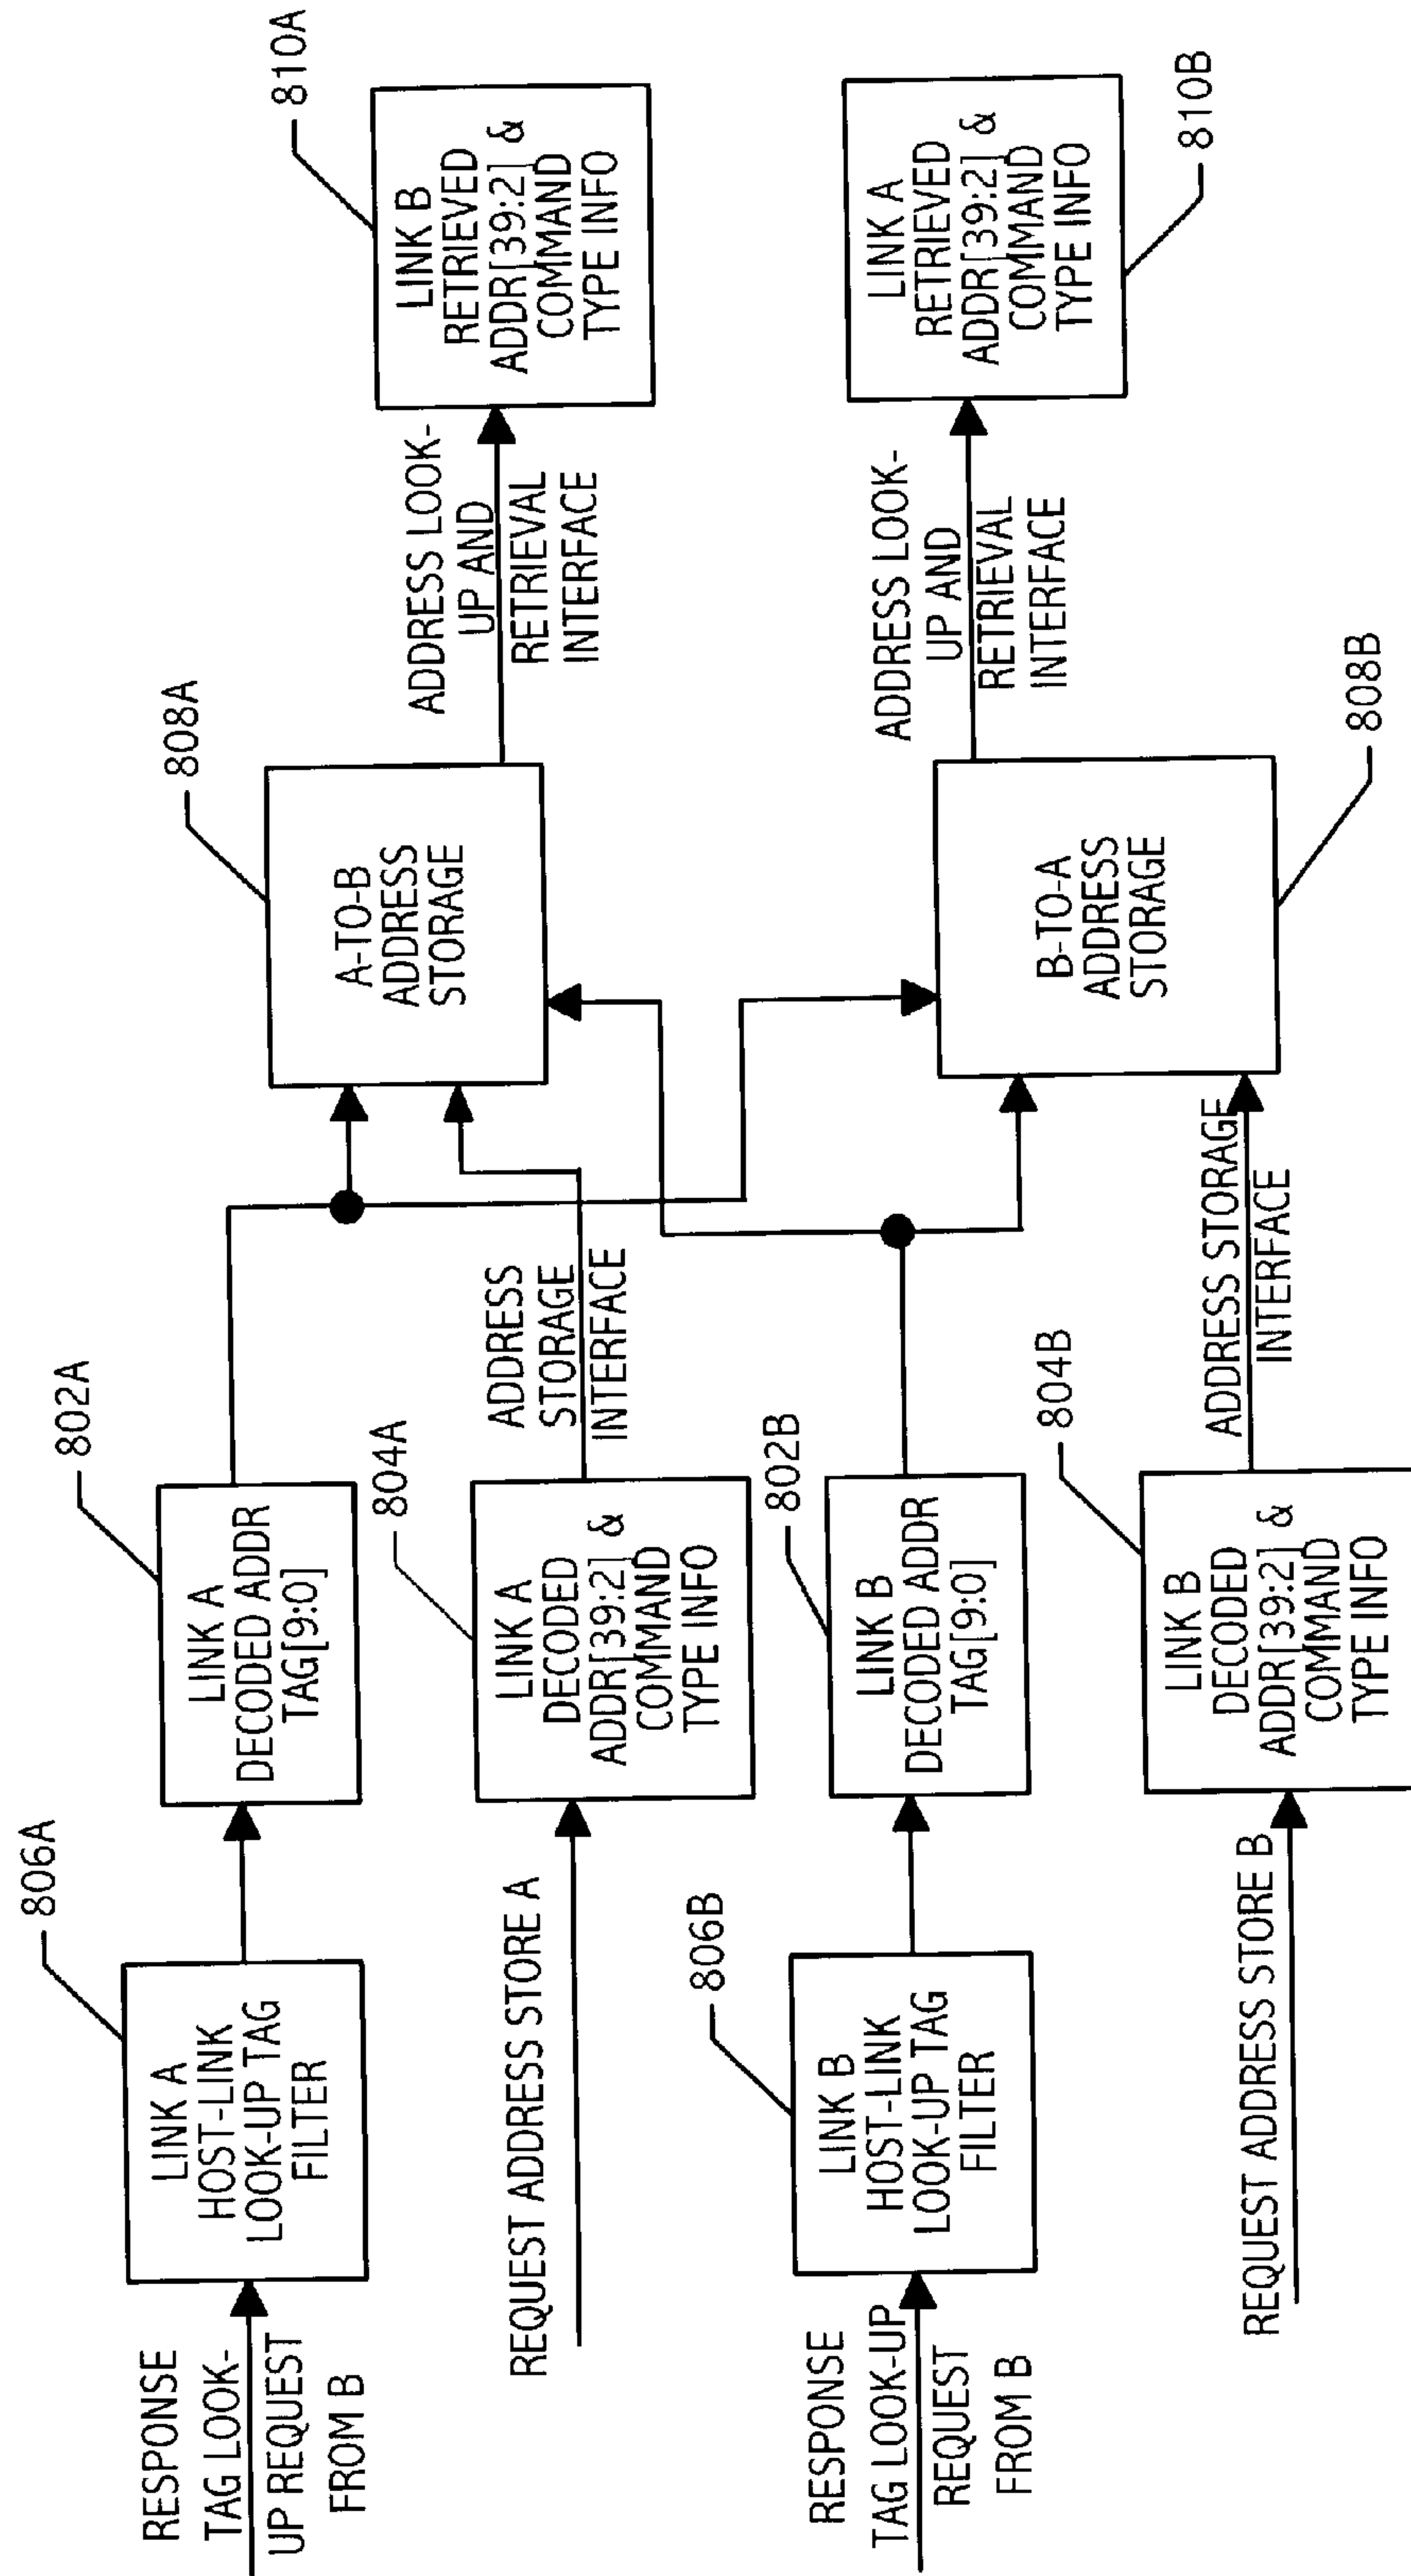 806A
LINK A
HOST-LINK
LOOK-UP TAG
FILTER
RESPONSE
TAG LOOK-
UP REQUEST
FROM B
802A
LINK A
DECODED ADDR
TAG[9:0]
REQUEST ADDRESS STORE A
804A
LINK A
DECODED
ADDR[39:2] &
COMMAND
TYPE INFO
ADDRESS
STORAGE
INTERFACE
808A
A-TO-B
ADDRESS
STORAGE
ADDRESS LOOK-
UP AND
RETRIEVAL
INTERFACE
810A
LINK B
RETRIEVED
ADDR[39:2] &
COMMAND
TYPE INFO
806B
LINK B
HOST-LINK
LOOK-UP TAG
FILTER
RESPONSE
TAG LOOK-UP
REQUEST
FROM B
802B
LINK B
DECODED ADDR
TAG[9:0]
REQUEST ADDRESS STORE B
804B
LINK B
DECODED
ADDR[39:2] &
COMMAND
TYPE INFO
ADDRESS STORAGE
INTERFACE
808B
B-TO-A
ADDRESS
STORAGE
ADDRESS LOOK-
UP AND
RETRIEVAL
INTERFACE
810B
LINK A
RETRIEVED
ADDR[39:2] &
COMMAND
TYPE INFO